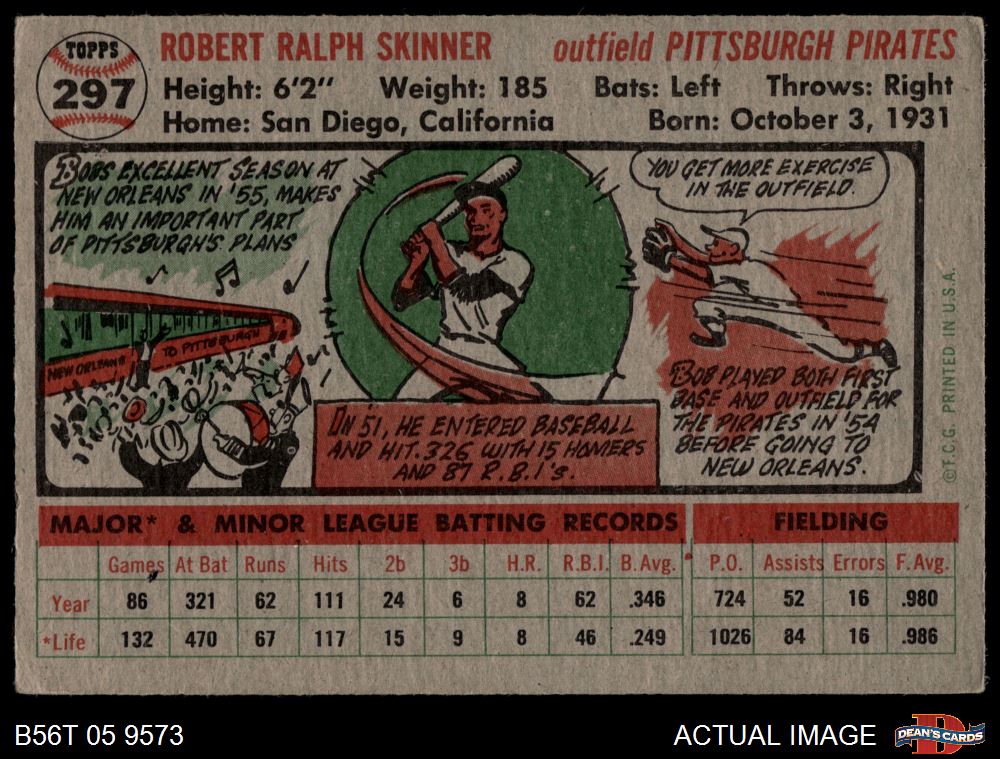 TOPPS
297
ROBERT RALPH SKINNER outfield PITTSBURGH PIRATES
Height: 6'2" Weight: 185 Bats: Left Throws: Right
Home: San Diego, California Born: October 3, 1931
BOBS EXCELLENT SEASON AT
NEW ORLEANS IN '55, MAKES
HIM AN IMPORTANT PART
OF PITTSBURGH'S PLANS
NEW ORLEANS
TO PITTSBURGH
IN 51, HE ENTERED BASEBALL
AND HIT .326 WITH 15 HOMERS
AND 87 R.B.I's.
YOU GET MORE EXERCISE
IN THE OUTFIELD.
BOB PLAYED BOTH FIRST
BASE AND OUTFIELD FOR
THE PIRATES IN '54
BEFORE GOING TO
NEW ORLEANS.
©T.C.G. PRINTED IN U.S.A.
MAJOR* & MINOR LEAGUE BATTING RECORDS FIELDING
Games At Bat Runs Hits 2b 3b H.R. R.B.I. B. Avg. P.O. Assists Errors F. Avg.
Year 86 321 62 111 24 6 8 62 .346 724 52 16 .980
*Life 132 470 67 117 15 9 8 46 .249 1026 84 16 .986
B56T 05 9573 ACTUAL IMAGE
DEAN'S CARDS